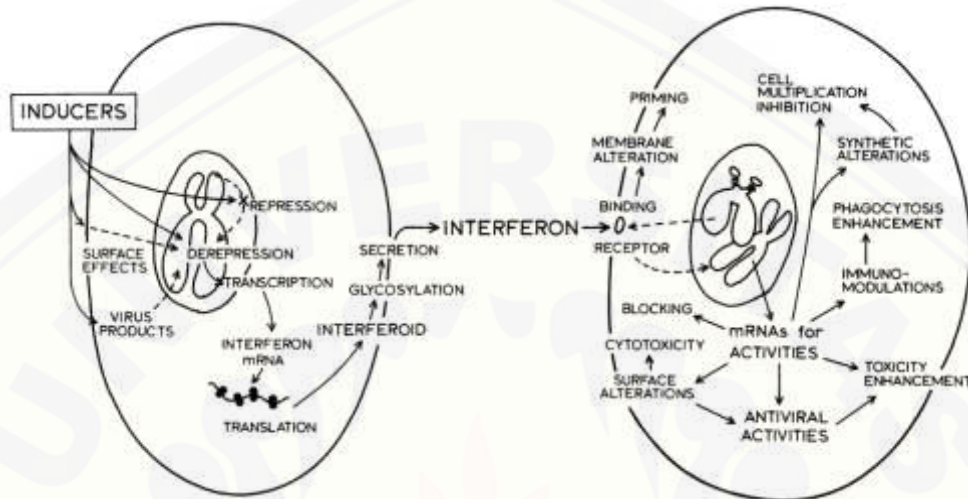 INDUCERS
REPRESSION
SURFACE
EFFECTS
DEREPRESSION
TRANSCRIPTION
VIRUS
PRODUCTS
INTERFERON
mRNA
TRANSLATION
INTERFEROID
GLYCOSYLATION
SECRETION
INTERFERON
PRIMING
MEMBRANE
ALTERATION
BINDING
RECEPTOR
BLOCKING
CYTOTOXICITY
SURFACE
ALTERATIONS
CELL
MULTIPLICATION
INHIBITION
SYNTHETIC
ALTERATIONS
PHAGOCYTOSIS
ENHANCEMENT
IMMUNO-
MODULATIONS
mRNAs for
ACTIVITIES
TOXICITY
ENHANCEMENT
ANTIVIRAL
ACTIVITIES
UNIVERSITAS